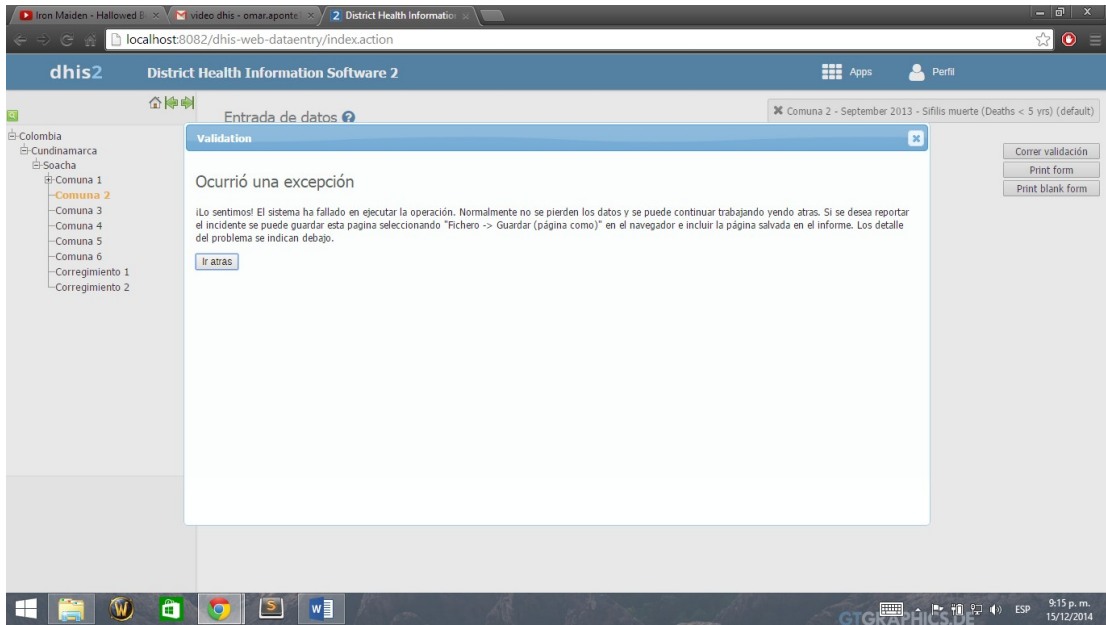 Iron Maiden - Hallowed B
video dhis - omar.aponte
2 District Health Information
localhost:8082/dhis-web-dataentry/index.action
dhis2
District Health Information Software 2
Apps
Perfil
Entrada de datos
Comuna 2 - September 2013 - Sifilis muerte (Deaths < 5 yrs) (default)
Colombia
Cundinamarca
Soacha
Comuna 1
Comuna 2
Comuna 3
Comuna 4
Comuna 5
Comuna 6
Corregimiento 1
Corregimiento 2
Validation
Ocurrió una excepción
¡Lo sentimos! El sistema ha fallado en ejecutar la operación. Normalmente no se pierden los datos y se puede continuar trabajando yendo atras. Si se desea reportar
el incidente se puede guardar esta pagina seleccionando "Fichero -> Guardar (página como)" en el navegador e incluir la página salvada en el informe. Los detalle
del problema se indican debajo.
Ir atras
Correr validación
Print form
Print blank form
GTGRAPHICS.DE
ESP
9:15 p. m.
15/12/2014